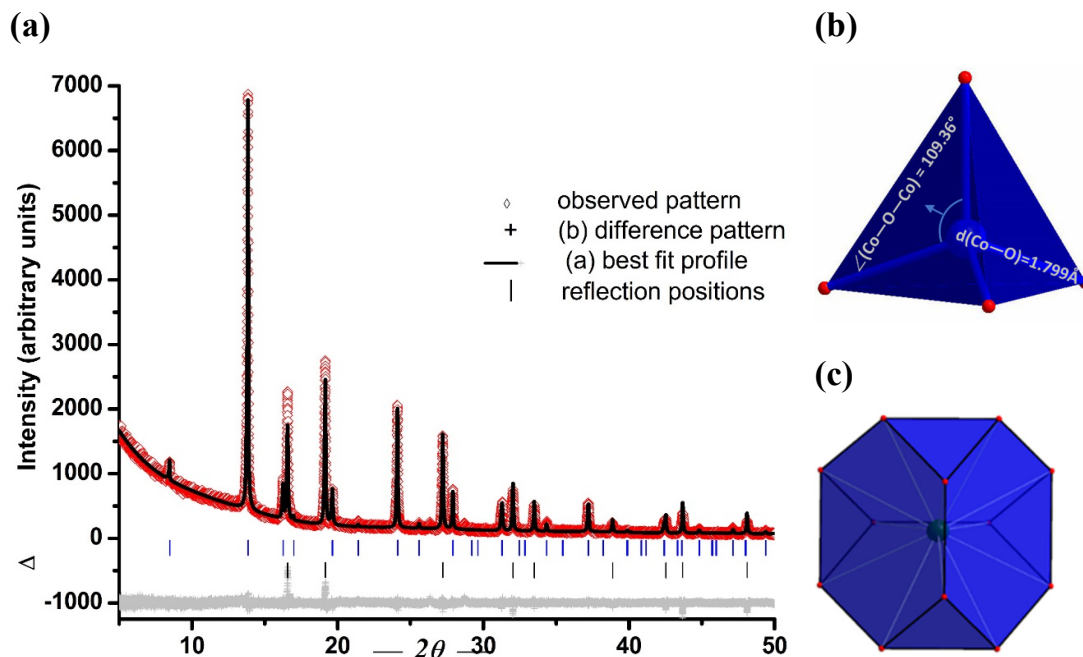 (a)
7000
6000
5000
4000
3000
2000
1000
0
-1000
Intensity (arbitrary units)
Δ
10
20
30
40
50
— 2θ —
observed pattern
(b) difference pattern
(a) best fit profile
reflection positions
(b)
∠(Co—O—Co) = 109.36°
d(Co—O)=1.799Å
(c)